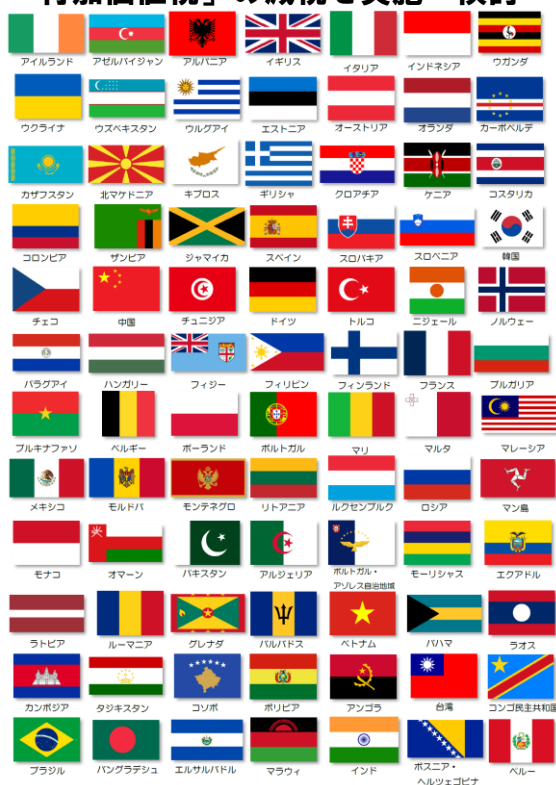 付加価値税」の減税を実施・検討
アイルランド アゼルバイジャン アルバニア イギリス イタリア インドネシア ウガンダ
ウクライナ ウズベキスタン ウルグアイ エストニア オーストリア オランダ カーボベルデ
カザフスタン 北マケドニア キプロス ギリシャ クロアチア ケニア コスタリカ
コロンビア ザンビア ジャマイカ スペイン スロバキア スロベニア 韓国
チェコ 中国 チュニジア ドイツ トルコ ニジェール ノルウェー
パラグアイ ハンガリー フィジー フィリピン フィンランド フランス ブルガリア
ブルキナファソ ベルギー ポーランド ポルトガル マリ マルタ マレーシア
メキシコ モルドバ モンテネグロ リトアニア ルクセンブルク ロシア マン島
モナコ オマーン パキスタン アルジェリア ポルトガル・ モーリシャス エクアドル
アゾレス自治地域
ラトビア ルーマニア グレナダ バルバドス ベトナム バハマ ラオス
カンボジア タジキスタン コソボ ボリビア アンゴラ 台湾 コンゴ民主共和国
ブラジル バングラデシュ エルサルバドル マラウィ インド ボスニア・ ペルー
ヘルツェゴビナ